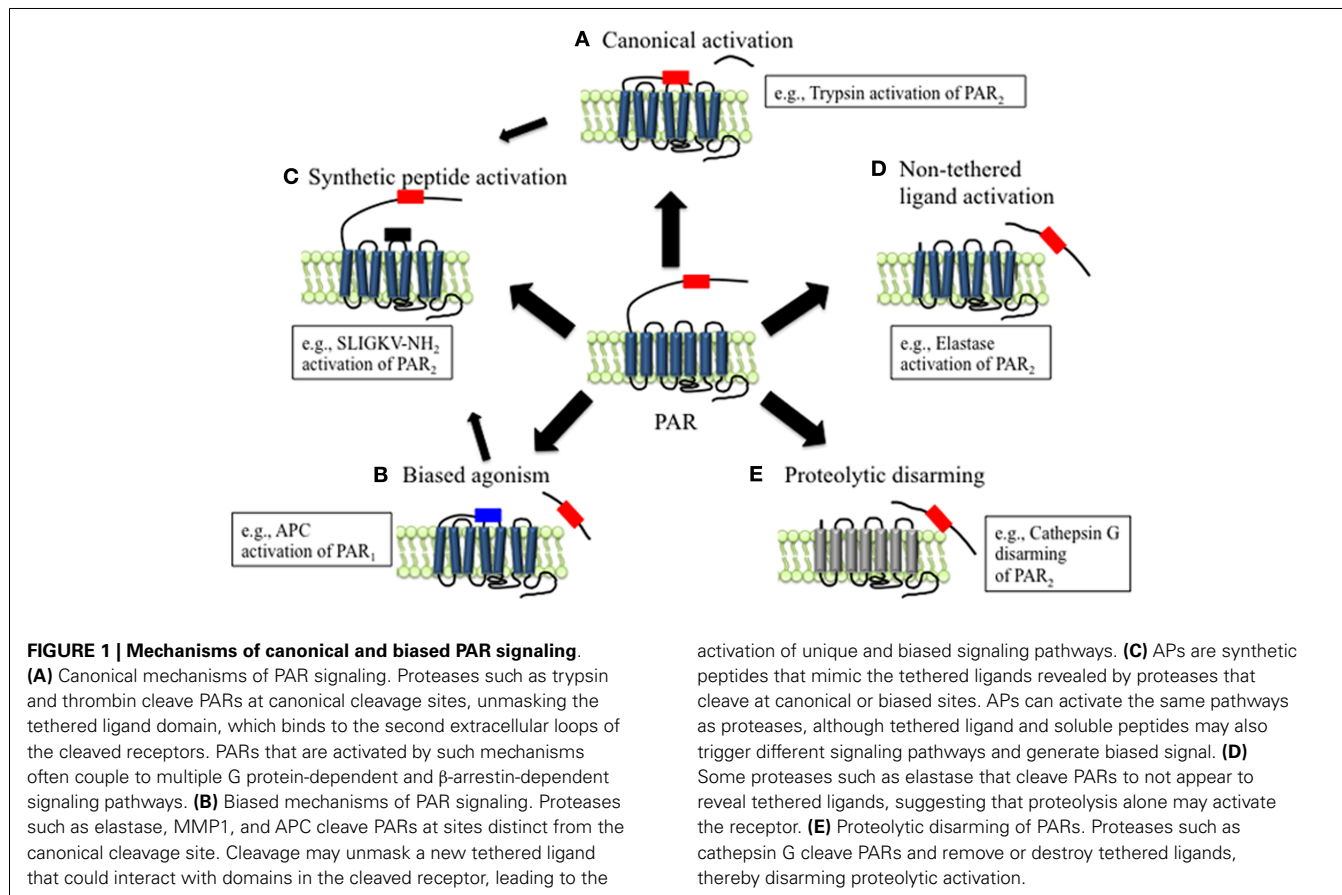 A Canonical activation
e.g., Trypsin activation of PAR₂
C Synthetic peptide activation
D Non-tethered
ligand activation
e.g., SLIGKV-NH₂
activation of PAR₂
e.g., Elastase
activation of PAR₂
PAR
B Biased agonism
E Proteolytic disarming
e.g., APC
activation of PAR₁
e.g., Cathepsin G
disarming
of PAR₂
FIGURE 1 | Mechanisms of canonical and biased PAR signaling.
(A) Canonical mechanisms of PAR signaling. Proteases such as trypsin
and thrombin cleave PARs at canonical cleavage sites, unmasking the
tethered ligand domain, which binds to the second extracellular loops of
the cleaved receptors. PARs that are activated by such mechanisms
often couple to multiple G protein-dependent and β-arrestin-dependent
signaling pathways. (B) Biased mechanisms of PAR signaling. Proteases
such as elastase, MMP1, and APC cleave PARs at sites distinct from the
canonical cleavage site. Cleavage may unmask a new tethered ligand
that could interact with domains in the cleaved receptor, leading to the
activation of unique and biased signaling pathways. (C) APs are synthetic
peptides that mimic the tethered ligands revealed by proteases that
cleave at canonical or biased sites. APs can activate the same pathways
as proteases, although tethered ligand and soluble peptides may also
trigger different signaling pathways and generate biased signal. (D)
Some proteases such as elastase that cleave PARs to not appear to
reveal tethered ligands, suggesting that proteolysis alone may activate
the receptor. (E) Proteolytic disarming of PARs. Proteases such as
cathepsin G cleave PARs and remove or destroy tethered ligands,
thereby disarming proteolytic activation.